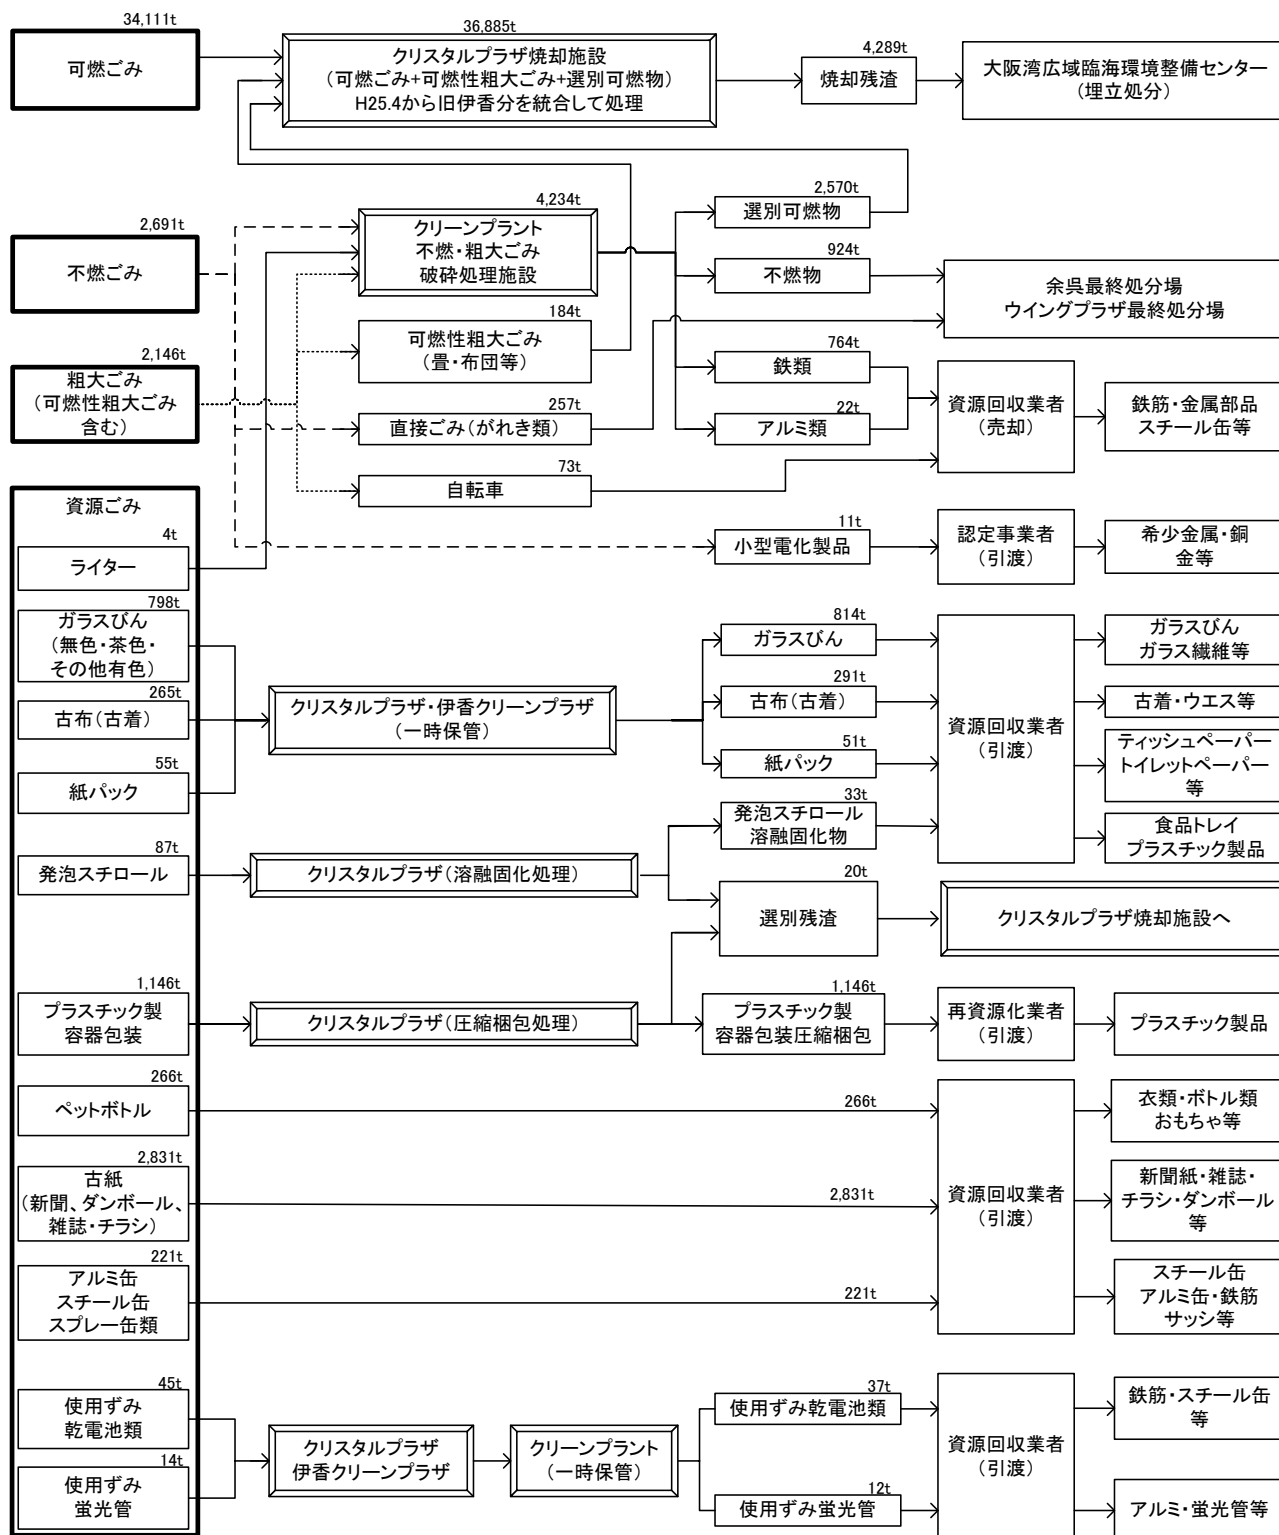 34,111t
可燃ごみ
36,885t
クリスタルプラザ焼却施設
(可燃ごみ+可燃性粗大ごみ+選別可燃物)
H25.4から旧伊香分を統合して処理
4,289t
焼却残渣
大阪湾広域臨海環境整備センター
(埋立処分)
2,691t
不燃ごみ
4,234t
クリーンプラント
不燃・粗大ごみ
破砕処理施設
2,570t
選別可燃物
924t
不燃物
余呉最終処分場
ウイングプラザ最終処分場
2,146t
粗大ごみ
(可燃性粗大ごみ
含む)
184t
可燃性粗大ごみ
(畳・布団等)
764t
鉄類
257t
直接ごみ(がれき類)
22t
アルミ類
資源回収業者
(売却)
鉄筋・金属部品
スチール缶等
73t
自転車
資源ごみ
4t
ライター
11t
小型電化製品
認定事業者
(引渡)
希少金属・銅
金等
798t
ガラスびん
(無色・茶色・
その他有色)
265t
古布(古着)
55t
紙パック
クリスタルプラザ・伊香クリーンプラザ
(一時保管)
814t
ガラスびん
291t
古布(古着)
51t
紙パック
33t
発泡スチロール
溶融固化物
資源回収業者
(引渡)
ガラスびん
ガラス繊維等
古着・ウエス等
ティッシュペーパー
トイレットペーパー
等
食品トレイ
プラスチック製品
87t
発泡スチロール
クリスタルプラザ(溶融固化処理)
20t
選別残渣
クリスタルプラザ焼却施設へ
1,146t
プラスチック製
容器包装
クリスタルプラザ(圧縮梱包処理)
1,146t
プラスチック製
容器包装圧縮梱包
再資源化業者
(引渡)
プラスチック製品
266t
ペットボトル
266t
2,831t
古紙
(新聞、ダンボール、
雑誌・チラシ)
2,831t
221t
アルミ缶
スチール缶
スプレー缶類
221t
資源回収業者
(引渡)
衣類・ボトル類
おもちゃ等
新聞紙・雑誌・
チラシ・ダンボール
等
スチール缶
アルミ缶・鉄筋
サッシ等
45t
使用ずみ
乾電池類
14t
使用ずみ
蛍光管
クリスタルプラザ
伊香クリーンプラザ
クリーンプラント
(一時保管)
37t
使用ずみ乾電池類
12t
使用ずみ蛍光管
資源回収業者
(引渡)
鉄筋・スチール缶
等
アルミ・蛍光管等